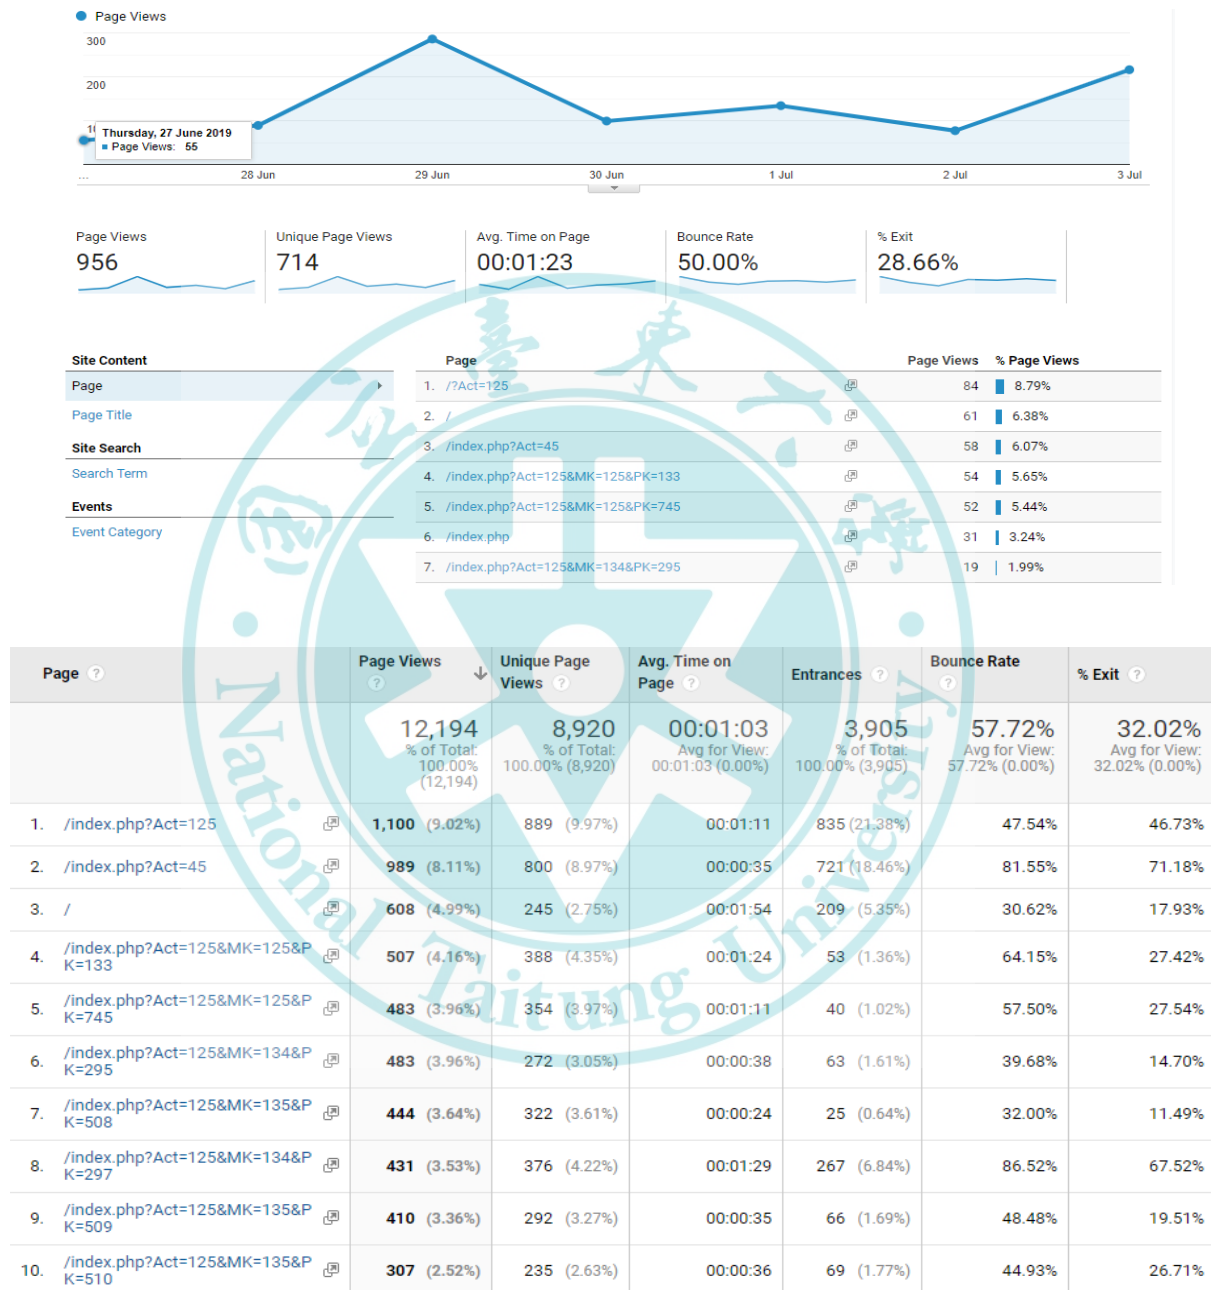 Page Views
300
200
Thursday, 27 June 2019
Page Views: 55
... 28 Jun 29 Jun 30 Jun 1 Jul 2 Jul 3 Jul
Page Views Unique Page Views Avg. Time on Page Bounce Rate % Exit
956 714 00:01:23 50.00% 28.66%
Site Content
Page
Page Title
Site Search
Search Term
Events
Event Category
Page Page Views % Page Views
1. /?Act=125 84 8.79%
2. / 61 6.38%
3. /index.php?Act=45 58 6.07%
4. /index.php?Act=125&MK=125&PK=133 54 5.65%
5. /index.php?Act=125&MK=125&PK=745 52 5.44%
6. /index.php 31 3.24%
7. /index.php?Act=125&MK=134&PK=295 19 1.99%
Page ? Page Views ? Unique Page Views ? Avg. Time on Page ? Entrances ? Bounce Rate ? % Exit ?
12,194 8,920 00:01:03 3,905 57.72% 32.02%
% of Total: % of Total: Avg for View: % of Total: Avg for View: Avg for View:
100.00% 100.00% (8,920) 00:01:03 (0.00%) 100.00% (3,905) 57.72% (0.00%) 32.02% (0.00%)
(12,194)
1. /index.php?Act=125 1,100 (9.02%) 889 (9.97%) 00:01:11 835 (21.38%) 47.54% 46.73%
2. /index.php?Act=45 989 (8.11%) 800 (8.97%) 00:00:35 721 (18.46%) 81.55% 71.18%
3. / 608 (4.99%) 245 (2.75%) 00:01:54 209 (5.35%) 30.62% 17.93%
4. /index.php?Act=125&MK=125&P
K=133 507 (4.16%) 388 (4.35%) 00:01:24 53 (1.36%) 64.15% 27.42%
5. /index.php?Act=125&MK=125&P
K=745 483 (3.96%) 354 (3.97%) 00:01:11 40 (1.02%) 57.50% 27.54%
6. /index.php?Act=125&MK=134&P
K=295 483 (3.96%) 272 (3.05%) 00:00:38 63 (1.61%) 39.68% 14.70%
7. /index.php?Act=125&MK=135&P
K=508 444 (3.64%) 322 (3.61%) 00:00:24 25 (0.64%) 32.00% 11.49%
8. /index.php?Act=125&MK=134&P
K=297 431 (3.53%) 376 (4.22%) 00:01:29 267 (6.84%) 86.52% 67.52%
9. /index.php?Act=125&MK=135&P
K=509 410 (3.36%) 292 (3.27%) 00:00:35 66 (1.69%) 48.48% 19.51%
10. /index.php?Act=125&MK=135&P
K=510 307 (2.52%) 235 (2.63%) 00:00:36 69 (1.77%) 44.93% 26.71%
National Taitung University